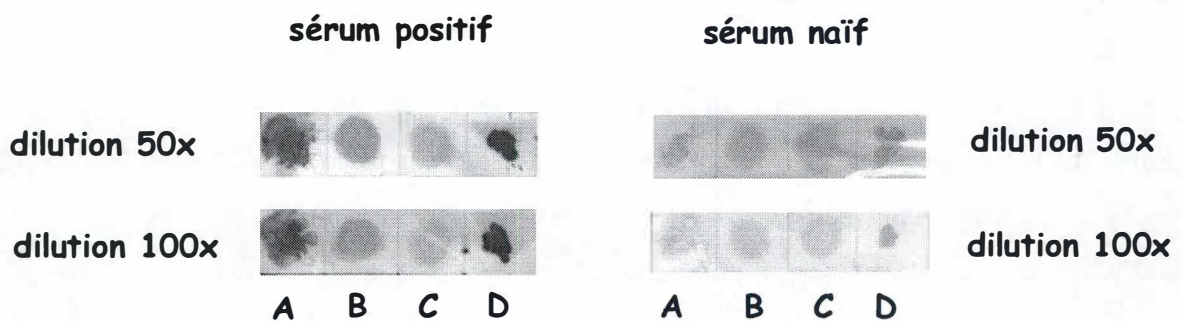 sérum positif
sérum naïf
dilution 50x
dilution 50x
dilution 100x
dilution 100x
A B C D
A B C D